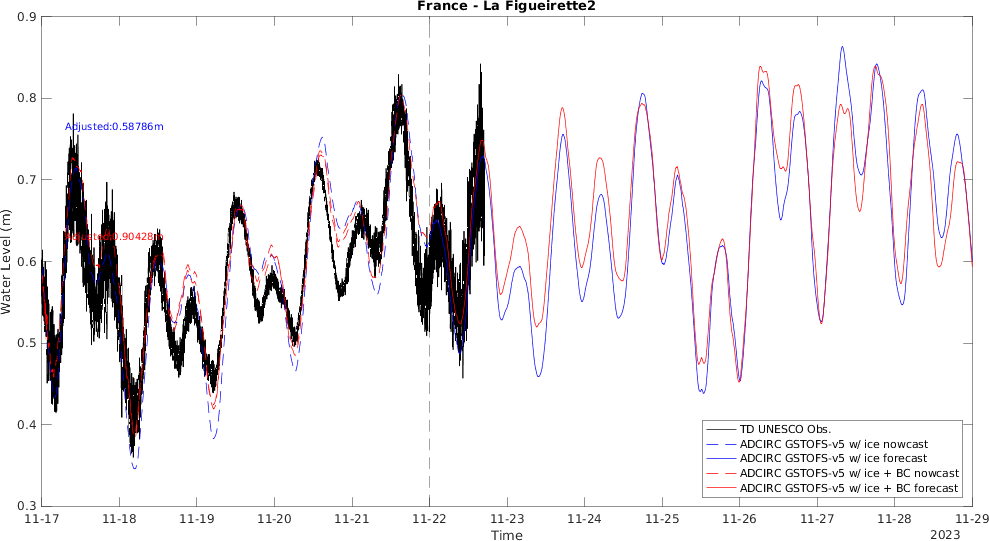 France - La Figueirette2
0.9
0.8
0.7
0.6
0.5
0.4
0.3
Water Level (m)
Adjusted:0.58786m
Adjusted:0.90428m
TD UNESCO Obs.
ADCIRC GSTOFS-v5 w/ ice nowcast
ADCIRC GSTOFS-v5 w/ ice forecast
ADCIRC GSTOFS-v5 w/ ice + BC nowcast
ADCIRC GSTOFS-v5 w/ ice + BC forecast
11-17 11-18 11-19 11-20 11-21 11-22 11-23 11-24 11-25 11-26 11-27 11-28 11-29
Time
2023